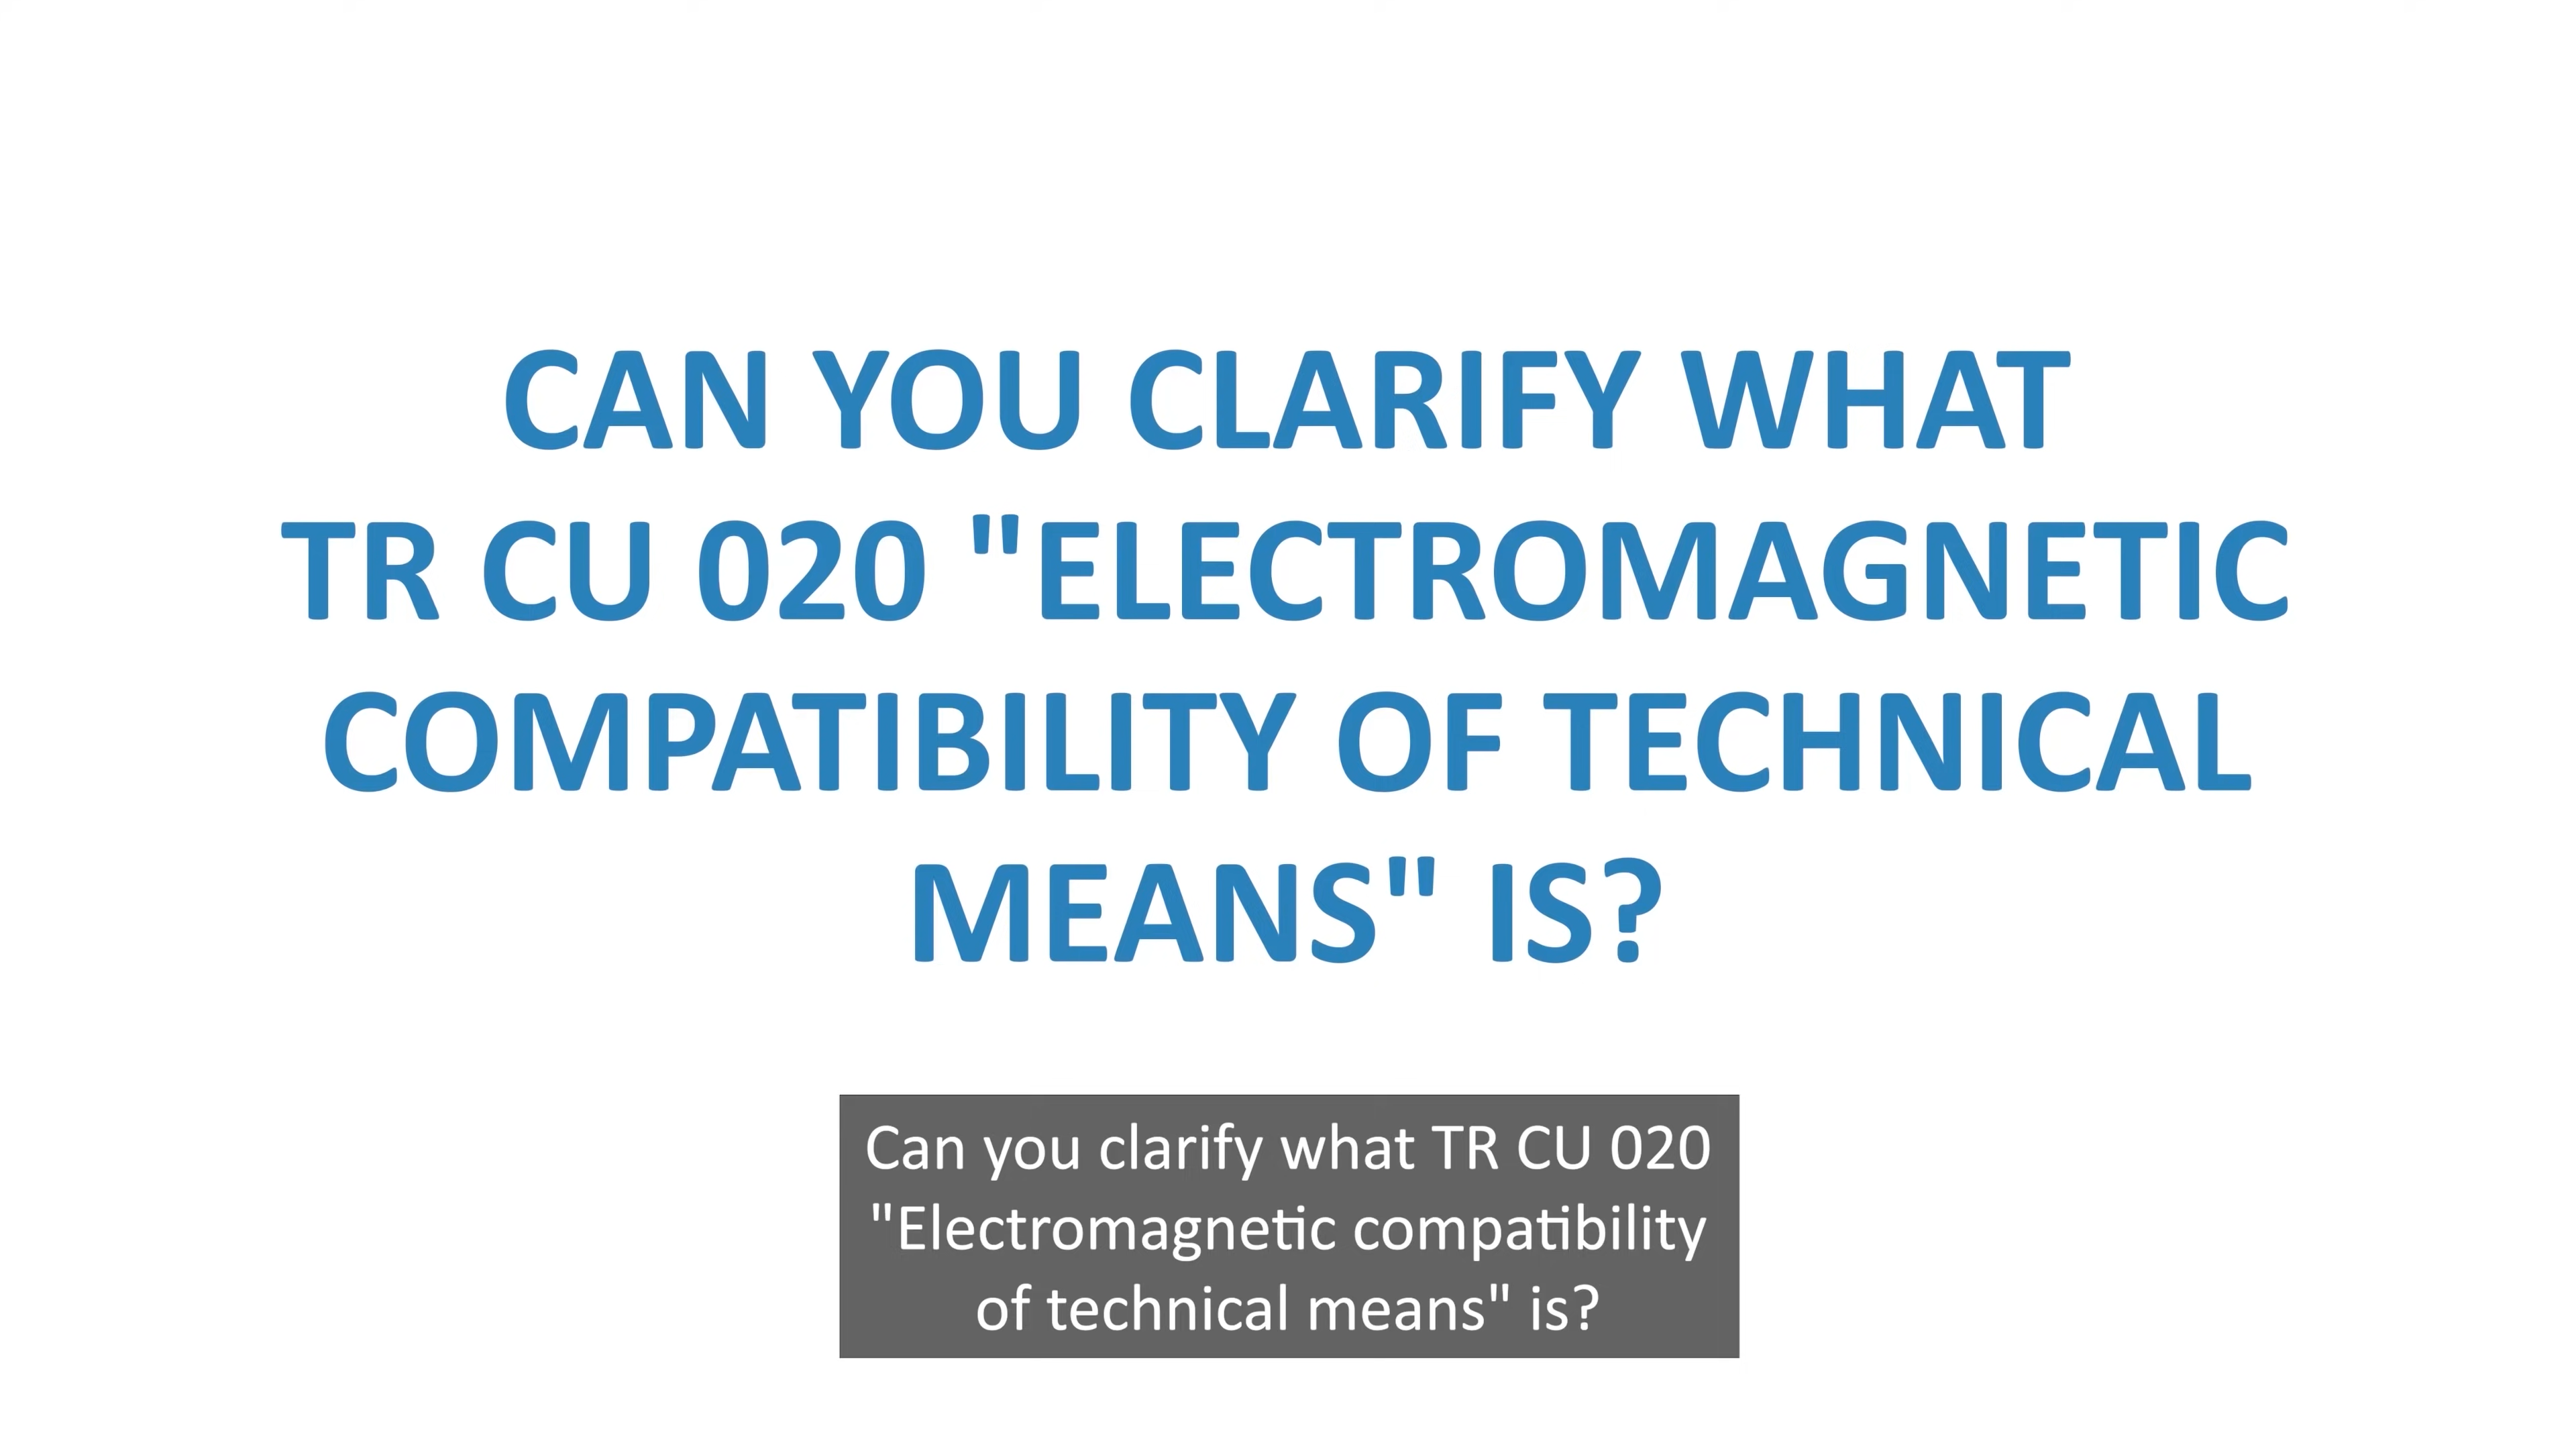 CAN YOU CLARIFY WHAT
TR CU 020 "ELECTROMAGNETIC
COMPATIBILITY OF TECHNICAL
MEANS" IS?
Can you clarify what TR CU 020
"Electromagnetic compatibility
of technical means" is?